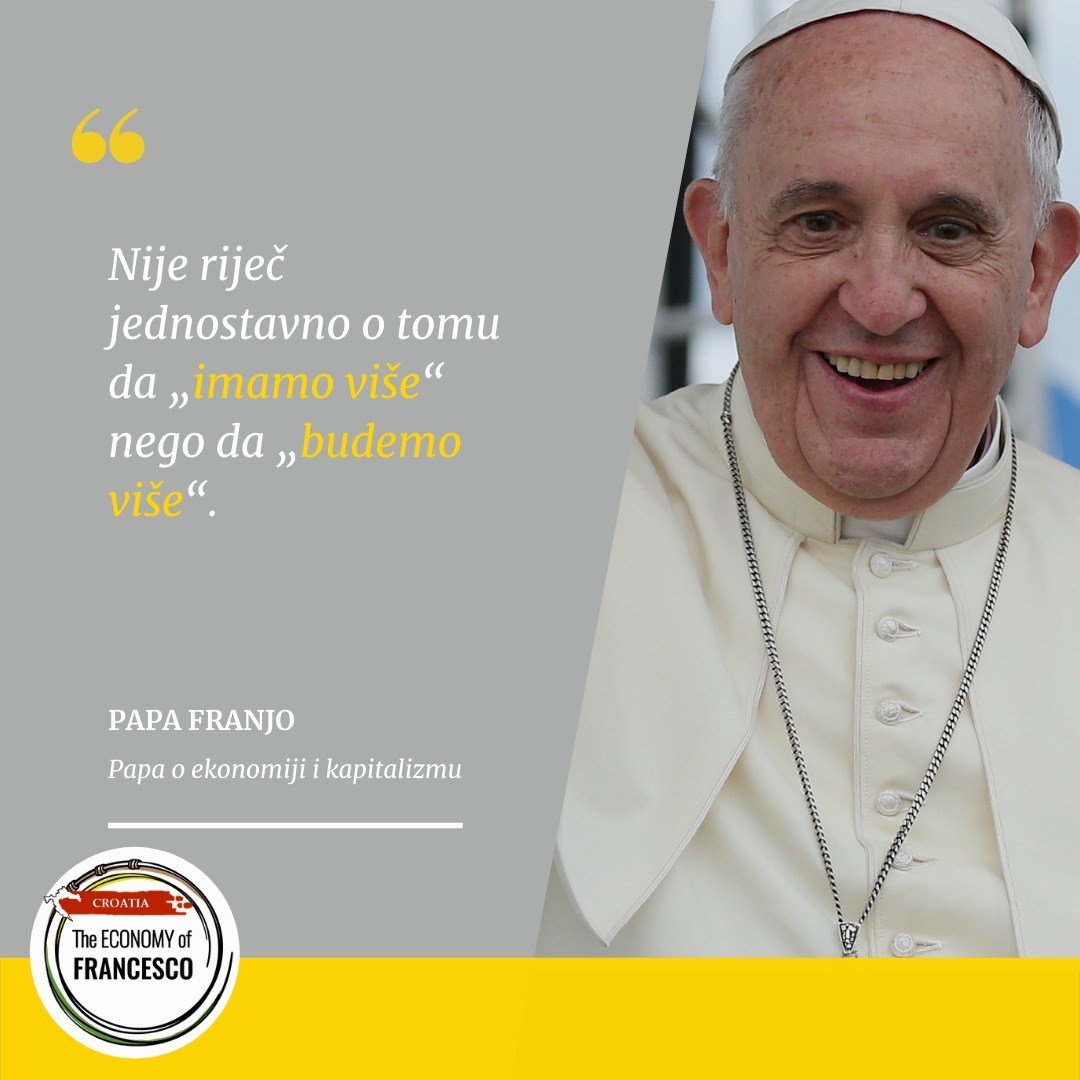 Nije riječ
jednostavno o tomu
da „imamo više“
nego da „budemo
više“.
PAPA FRANJO
Papa o ekonomiji i kapitalizmu
CROATIA
The ECONOMY of
FRANCESCO